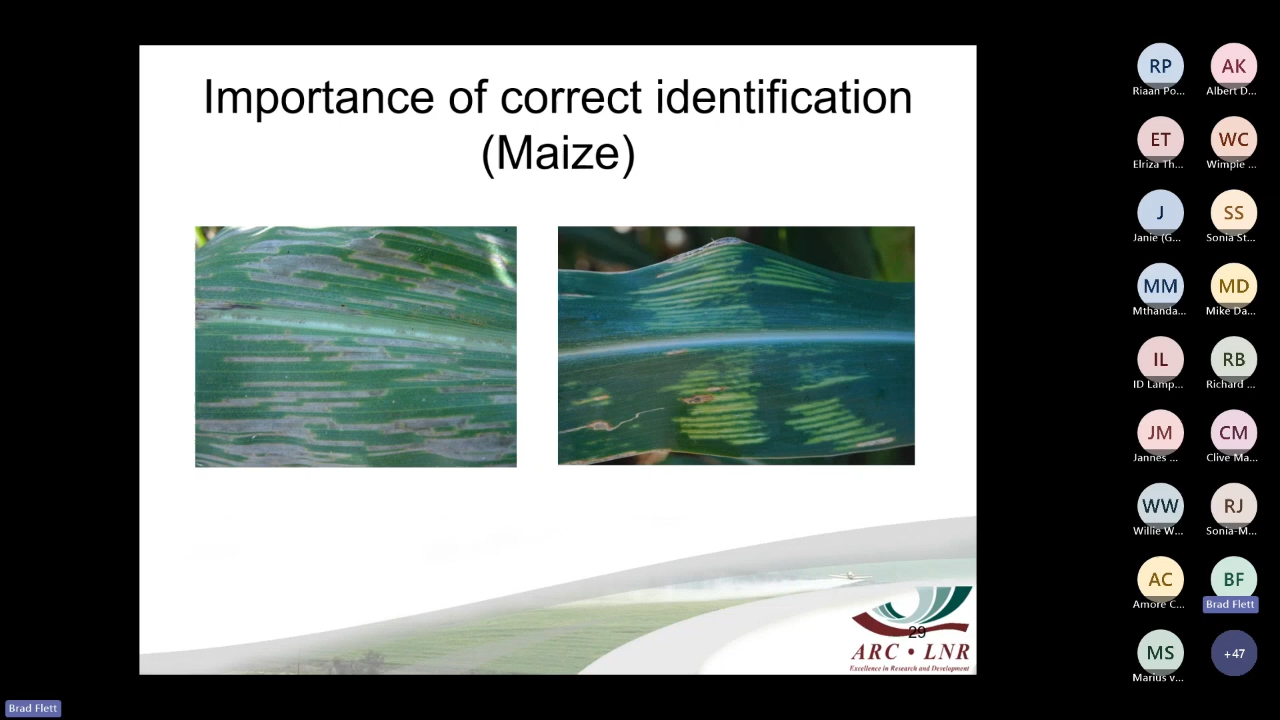 Importance of correct identification
(Maize)
29
ARC • LNR
Excellence in Research and Development
RP
Riaan Po...
AK
Albert D...
ET
Elriza Th...
WC
Wimpie ...
J
Janie (G...
SS
Sonia St...
MM
Mthanda...
MD
Mike Da...
IL
ID Lamp...
RB
Richard ...
JM
Jannes ...
CM
Clive Ma...
WW
Willie W...
RJ
Sonia-M...
AC
Amore C...
BF
Brad Flett
MS
Marius v...
+47
Brad Flett